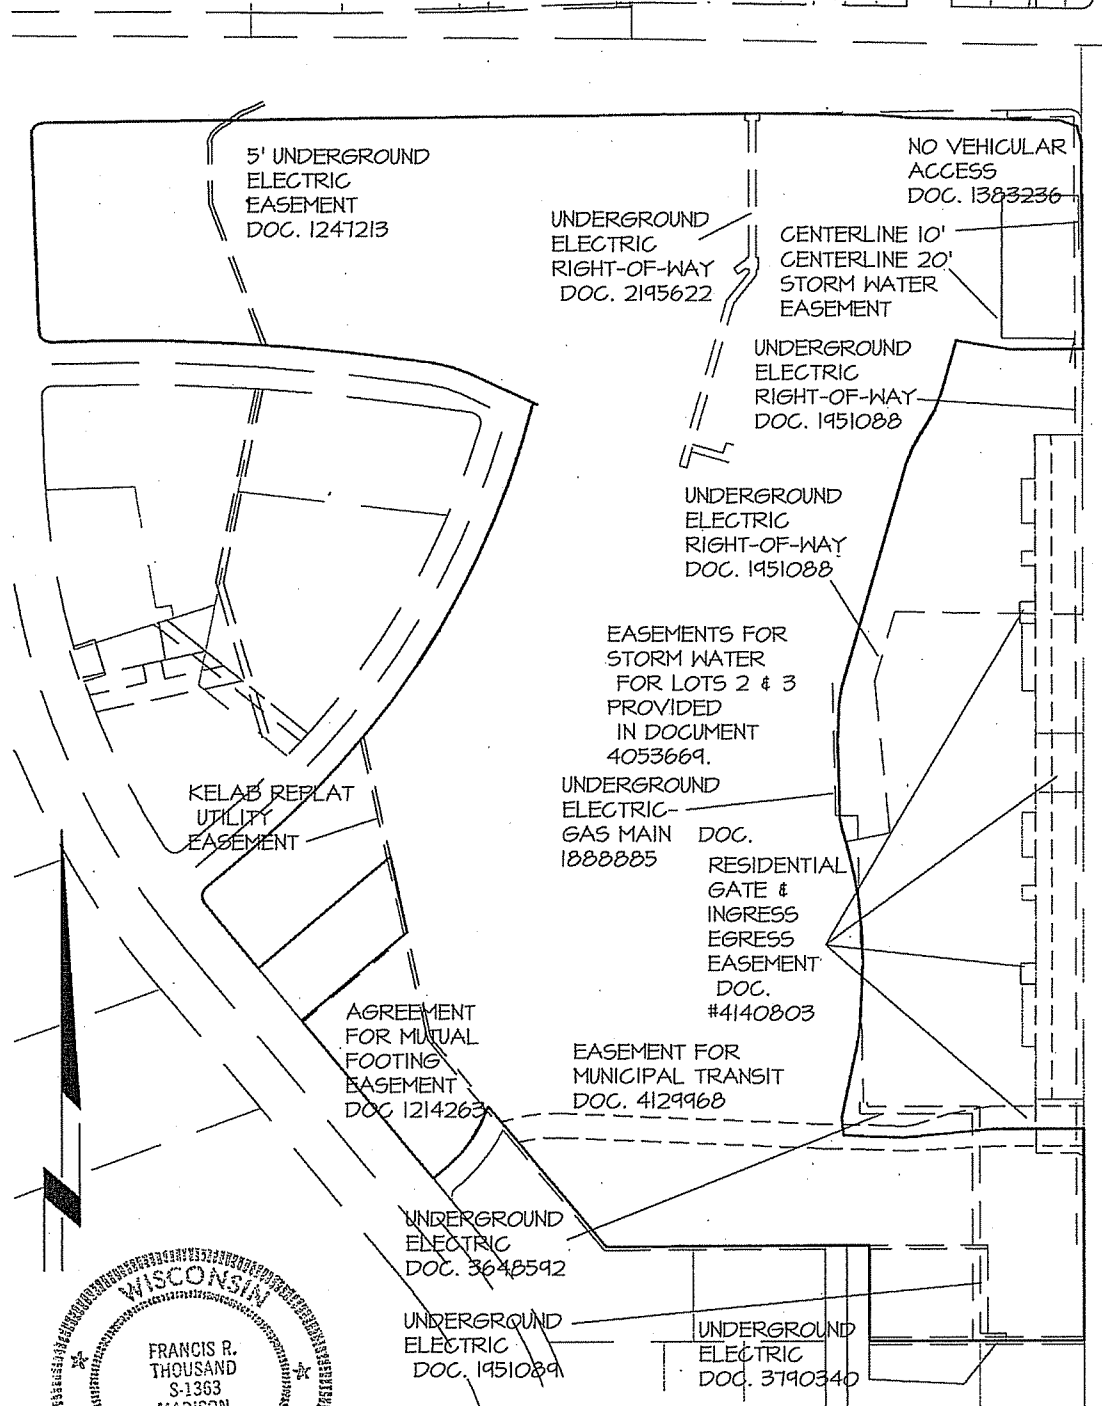 5' UNDERGROUND
ELECTRIC
EASEMENT
DOC. 1247213
NO VEHICULAR
ACCESS
DOC. 1383236
UNDERGROUND
ELECTRIC
RIGHT-OF-WAY
DOC. 2195622
CENTERLINE 10'
CENTERLINE 20'
STORM WATER
EASEMENT
UNDERGROUND
ELECTRIC
RIGHT-OF-WAY
DOC. 1951088
UNDERGROUND
ELECTRIC
RIGHT-OF-WAY
DOC. 1951088
EASEMENTS FOR
STORM WATER
FOR LOTS 2 & 3
PROVIDED
IN DOCUMENT
4053669.
UNDERGROUND
ELECTRIC-
GAS MAIN DOC.
1888885
KELAB REPLAT
UTILITY
EASEMENT
RESIDENTIAL
GATE &
INGRESS
EGRESS
EASEMENT
DOC.
#4140803
AGREEMENT
FOR MUTUAL
FOOTING
EASEMENT
DOC 1214263
EASEMENT FOR
MUNICIPAL TRANSIT
DOC. 4129968
UNDERGROUND
ELECTRIC
DOC. 3648592
UNDERGROUND
ELECTRIC
DOC. 1951089
UNDERGROUND
ELECTRIC
DOC. 3790340
WISCONSIN
FRANCIS R.
THOUSAND
S-1363
MADISON